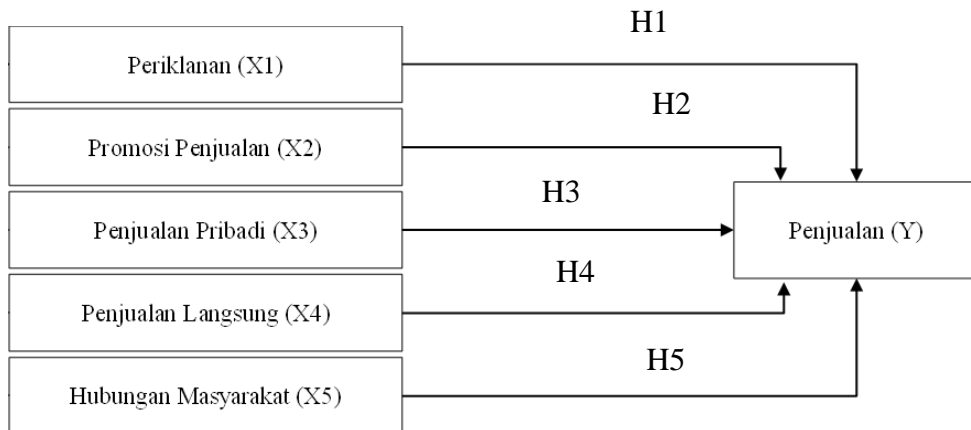 H1
Periklanan (X1)
H2
Promosi Penjualan (X2)
H3
Penjualan Pribadi (X3)
Penjualan (Y)
H4
Penjualan Langsung (X4)
H5
Hubungan Masyarakat (X5)